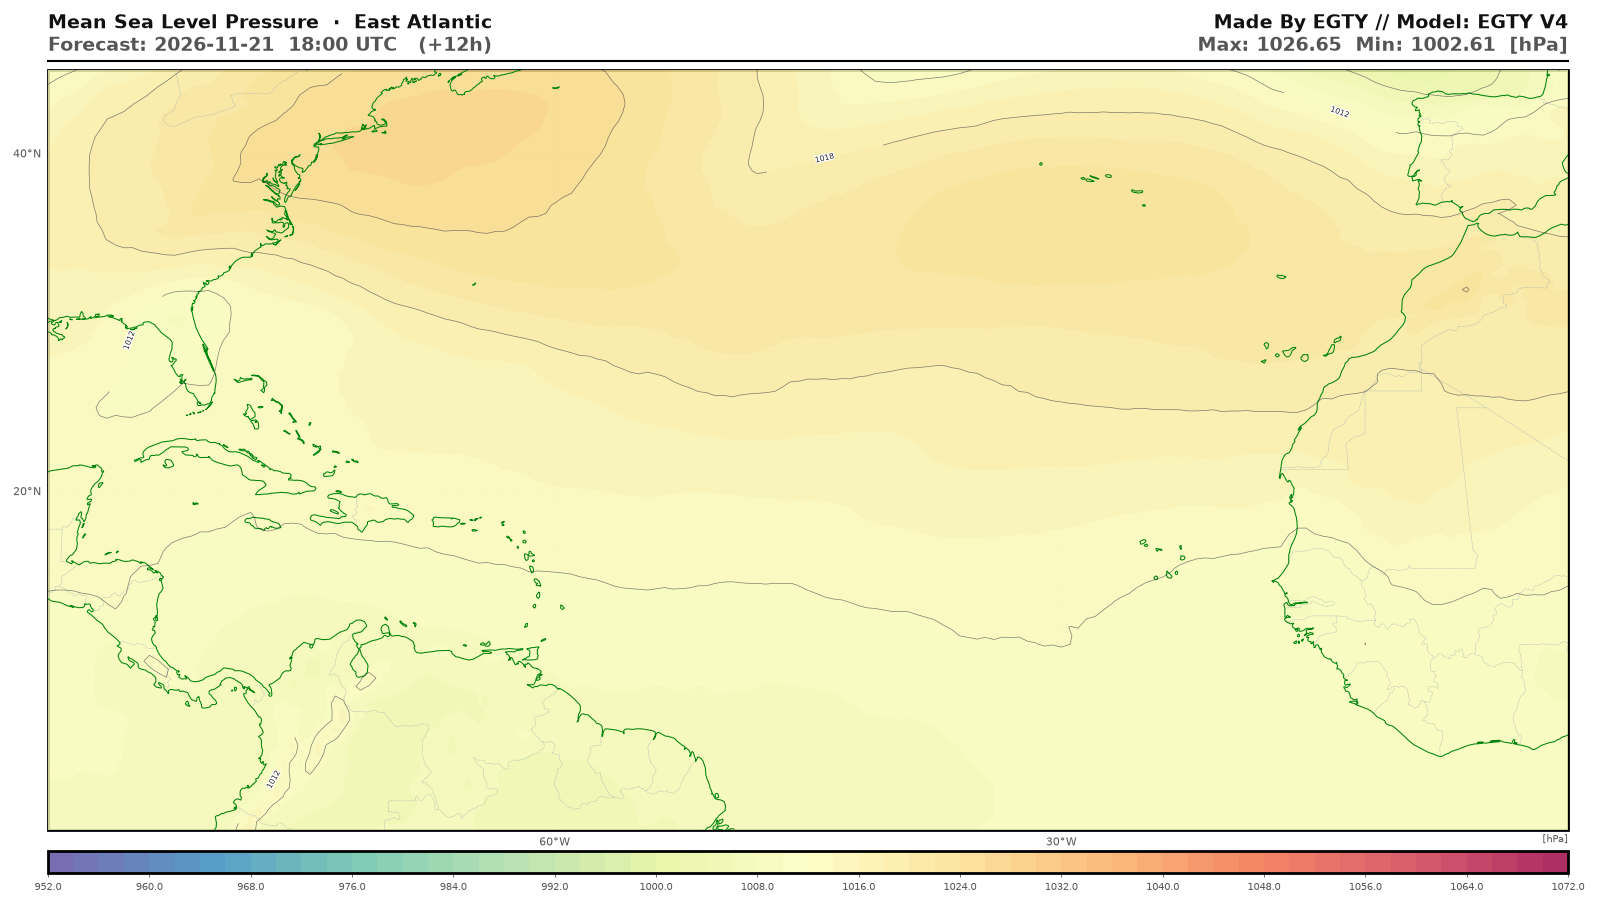 Mean Sea Level Pressure · East Atlantic
Made By EGTY // Model: EGTY V4
Forecast: 2026-11-21 18:00 UTC (+12h)
Max: 1026.65 Min: 1002.61 [hPa]
1012
40°N
1018
1012
20°N
1012
60°W
30°W
[hPa]
952.0 960.0 968.0 976.0 984.0 992.0 1000.0 1008.0 1016.0 1024.0 1032.0 1040.0 1048.0 1056.0 1064.0 1072.0